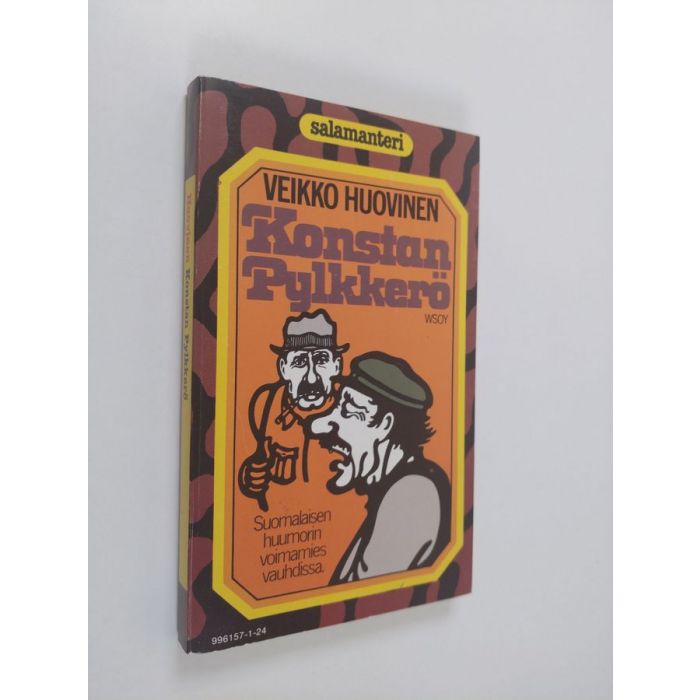 salamanteri
VEIKKO HUOVINEN
Konstan
Pylkkerö
WSOY
Suomalaisen
huumorin
voimamies
vauhdissa.
996157-1-24
Huovinen Konstan Pylkkerö